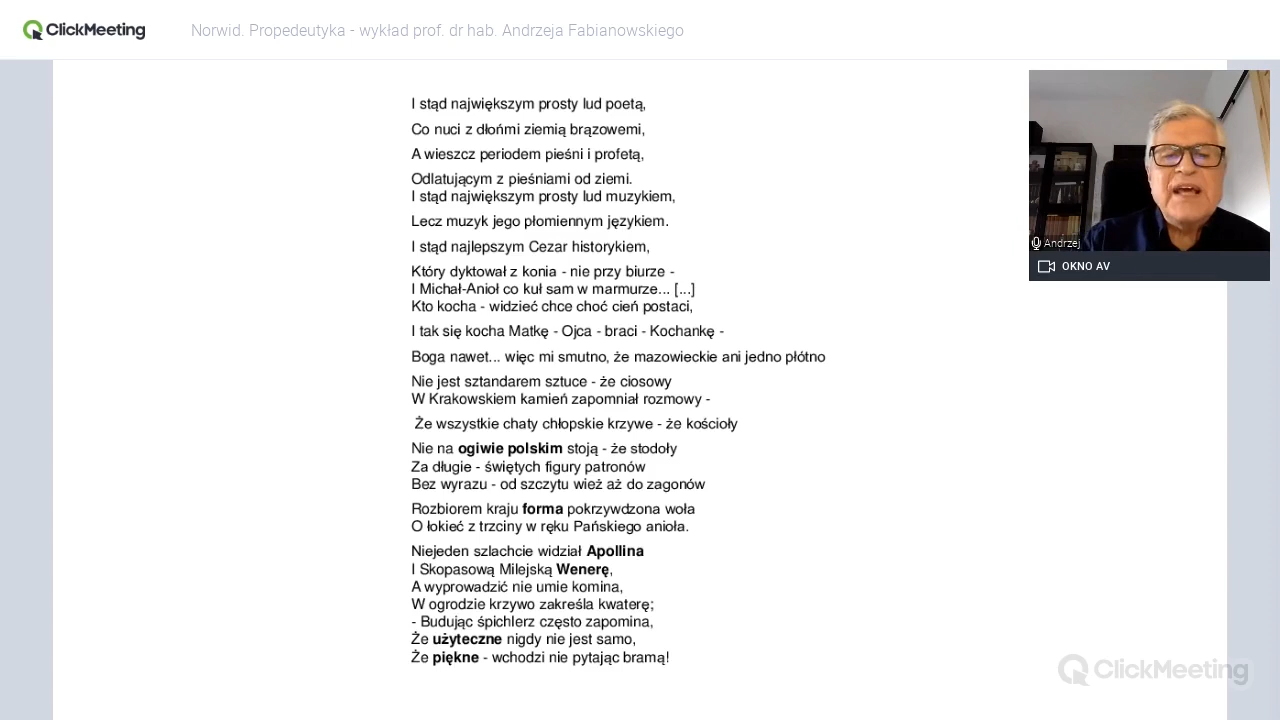 ClickMeeting
Norwid. Propedeutyka - wykład prof. dr hab. Andrzeja Fabianowskiego
I stąd największym prosty lud poetą,
Co nuci z dłońmi ziemią brązowemi,
A wieszcz periodem pieśni i profetą,
Odlatującym z pieśniami od ziemi.
I stąd największym prosty lud muzykiem,
Lecz muzyk jego płomiennym językiem.
I stąd najlepszym Cezar historykiem,
Który dyktował z konia - nie przy biurze -
I Michał-Anioł co kuł sam w marmurze... [...]
Kto kocha - widzieć chce choć cień postaci,
I tak się kocha Matkę - Ojca - braci - Kochankę -
Boga nawet... więc mi smutno, że mazowieckie ani jedno płótno
Nie jest sztandarem sztuce - że ciosowy
W Krakowskiem kamień zapomniał rozmowy -
Że wszystkie chaty chłopskie krzywe - że kościoły
Nie na ogiwie polskim stoją - że stodoły
Za długie - świętych figury patronów
Bez wyrazu - od szczytu wież aż do zagonów
Rozbiorem kraju forma pokrzywdzona woła
O łokieć z trzciny w ręku Pańskiego anioła.
Niejeden szlachcic widział Apollina
I Skopasową Milejską Wenerę,
A wyprowadzić nie umie komina,
W ogrodzie krzywo zakreśla kwaterę;
- Budując śpichlerz często zapomina,
Że użyteczne nigdy nie jest samo,
Że piękne - wchodzi nie pytając bramą!
Andrzej
OKNO AV
ClickMeeting